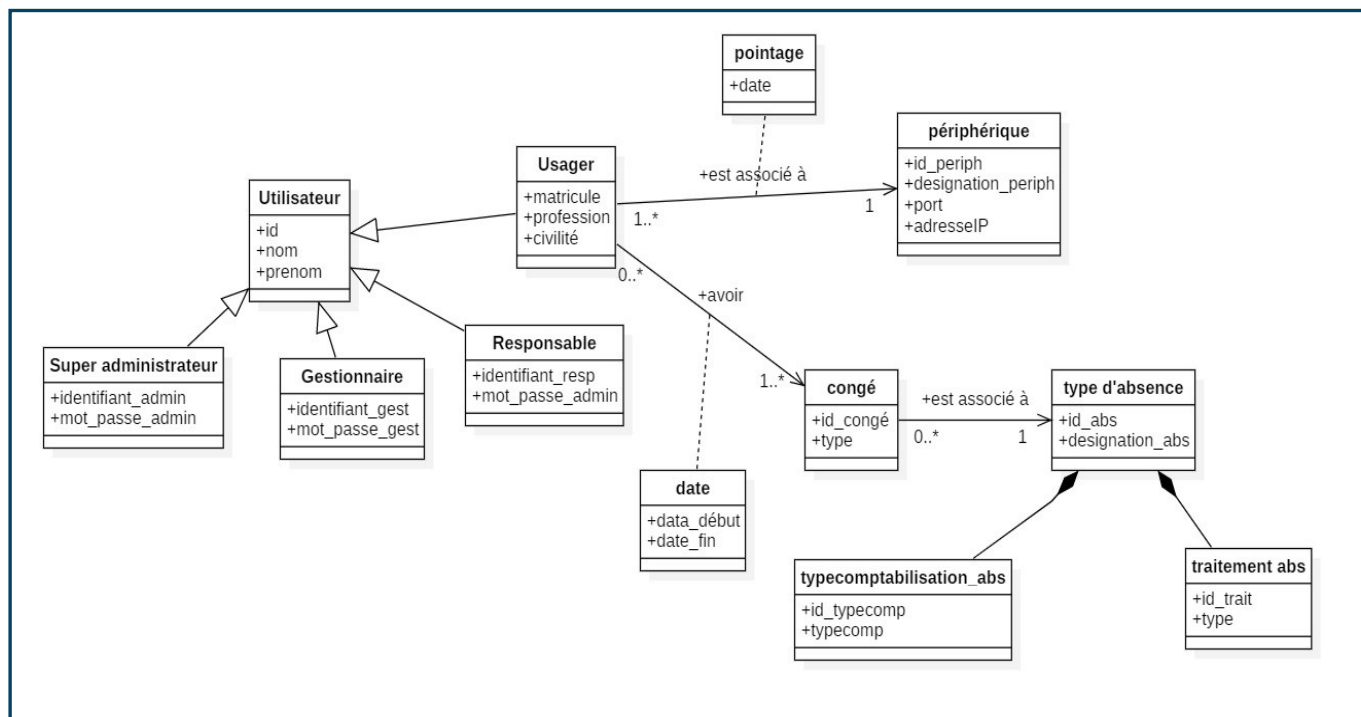 pointage
+date
périphérique
+id_periph
+designation_periph
+port
+adresseIP
Usager
+matricule
+profession
+civilité
+est associé à
1..*
1
Utilisateur
+id
+nom
+prenom
0..*
+avoir
1..*
Super administrateur
+identifiant_admin
+mot_passe_admin
Gestionnaire
+identifiant_gest
+mot_passe_gest
Responsable
+identifiant_resp
+mot_passe_admin
congé
+id_congé
+type
+est associé à
0..*
1
type d'absence
+id_abs
+designation_abs
date
+data_début
+date_fin
typecomptabilisation_abs
+id_typecomp
+typecomp
traitement abs
+id_trait
+type